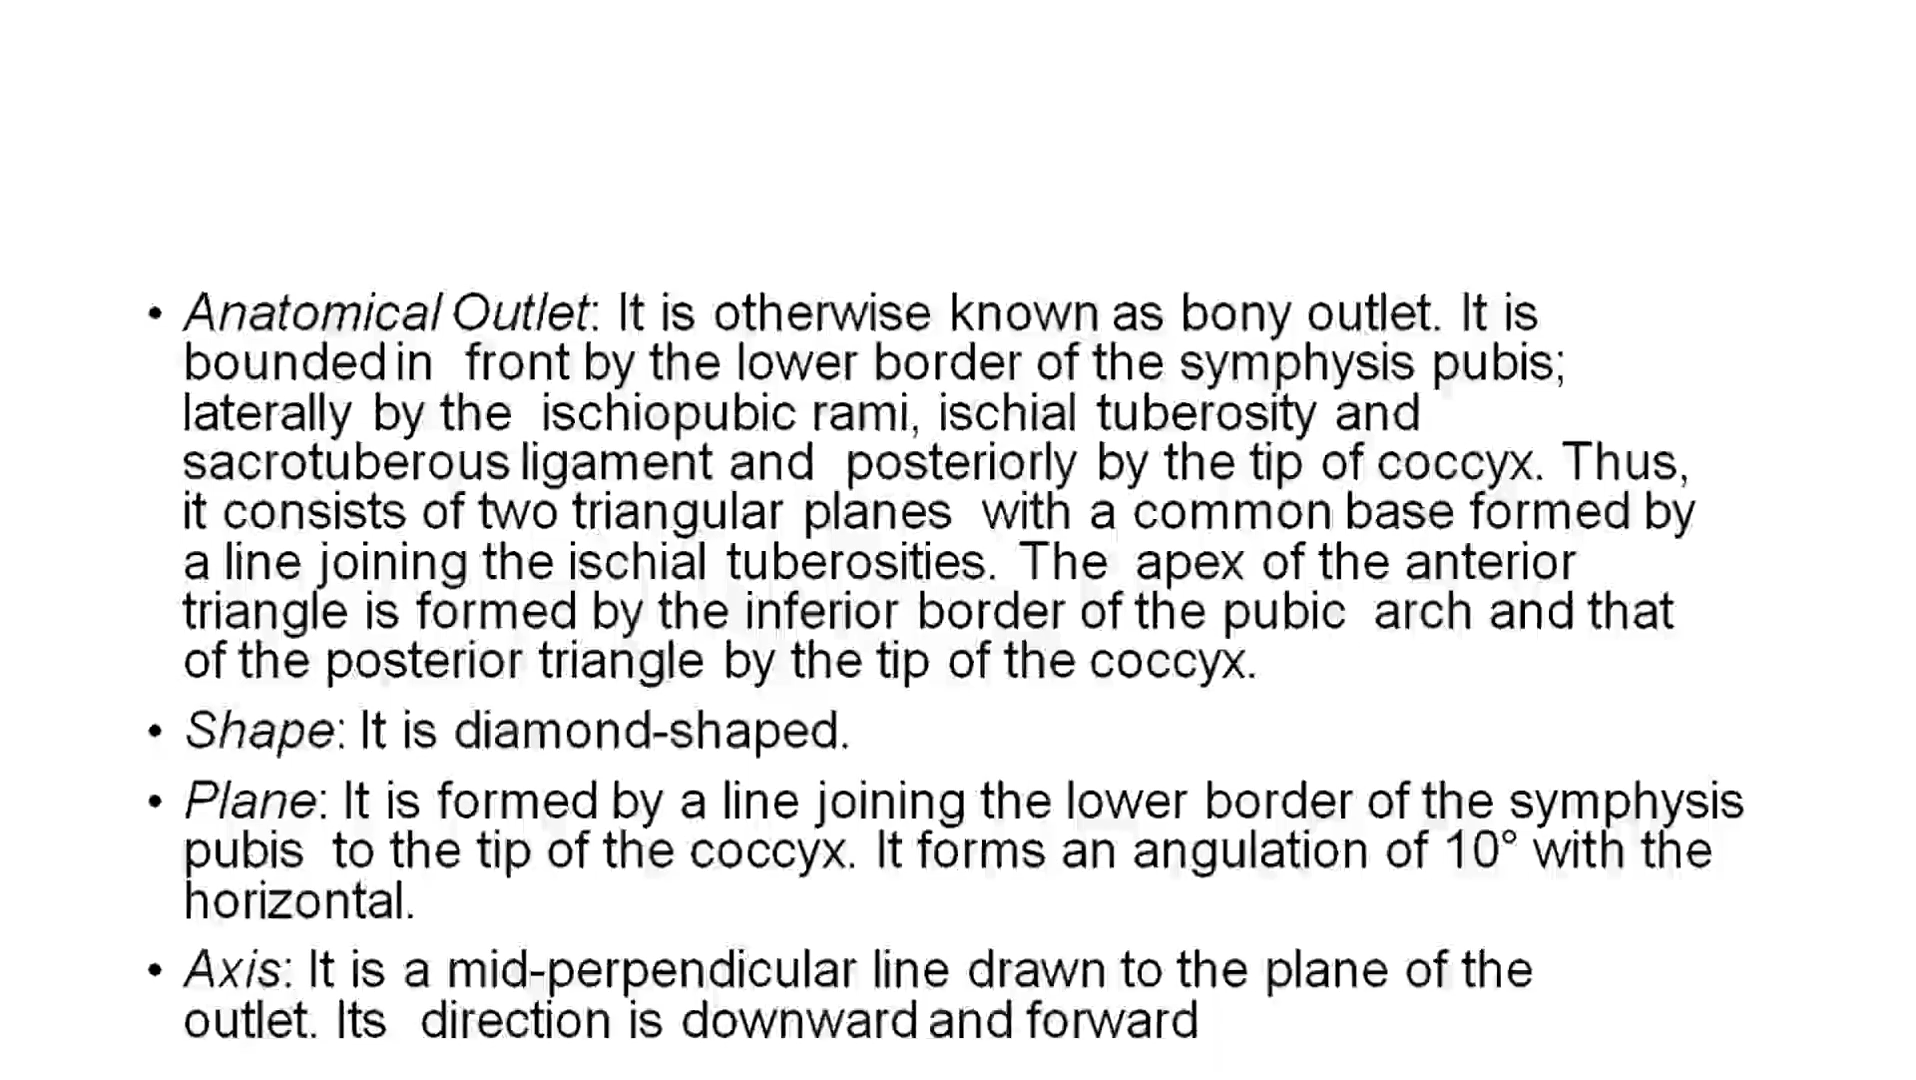 • Anatomical Outlet: It is otherwise known as bony outlet. It is
bounded in front by the lower border of the symphysis pubis;
laterally by the ischiopubic rami, ischial tuberosity and
sacrotuberous ligament and posteriorly by the tip of coccyx. Thus,
it consists of two triangular planes with a common base formed by
a line joining the ischial tuberosities. The apex of the anterior
triangle is formed by the inferior border of the pubic arch and that
of the posterior triangle by the tip of the coccyx.
• Shape: It is diamond-shaped.
• Plane: It is formed by a line joining the lower border of the symphysis
pubis to the tip of the coccyx. It forms an angulation of 10° with the
horizontal.
• Axis: It is a mid-perpendicular line drawn to the plane of the
outlet. Its direction is downward and forward